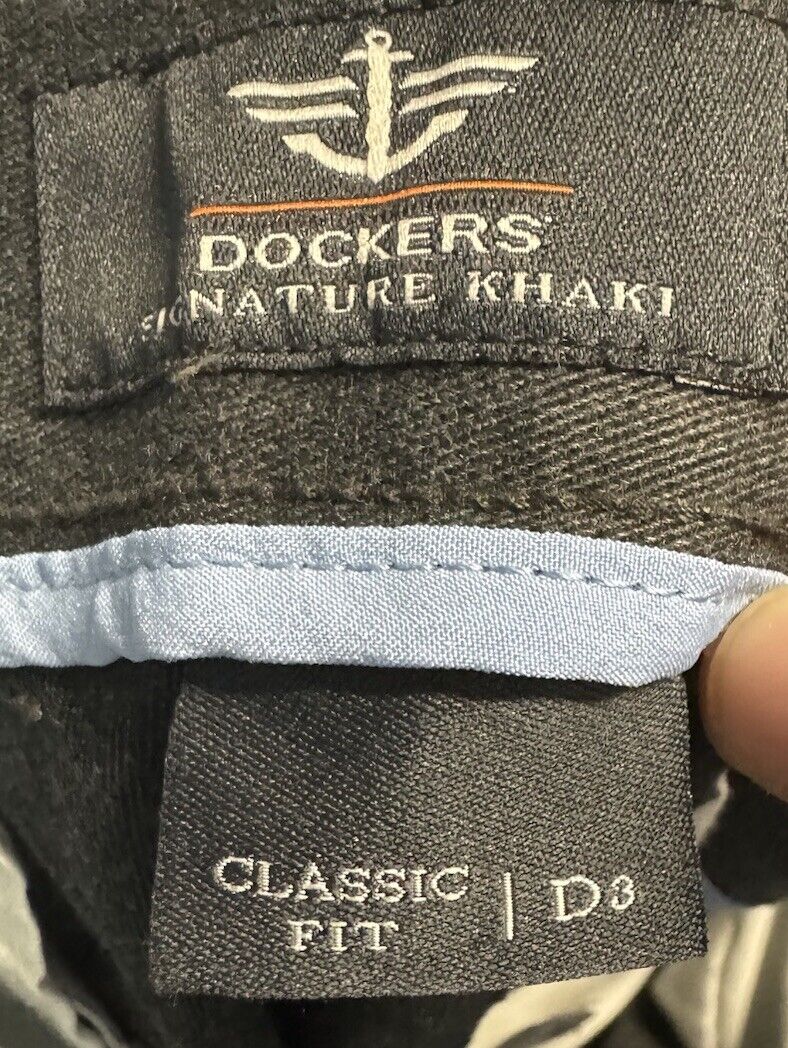 DOCKERS
SIGNATURE KHAKI
CLASSIC
FIT | D3